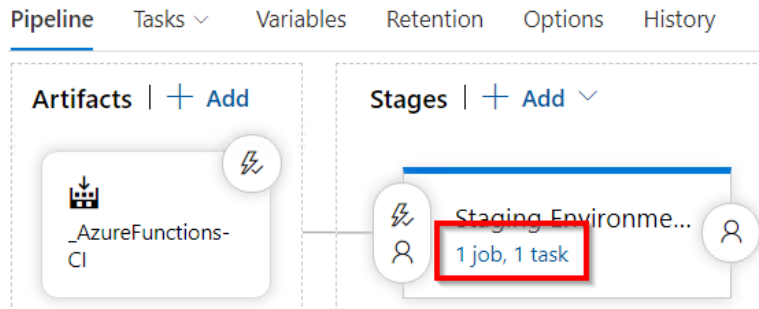 Pipeline Tasks Variables Retention Options History
Artifacts | + Add
Stages | + Add
_AzureFunctions-
CI
Staging Environme...
1 job, 1 task